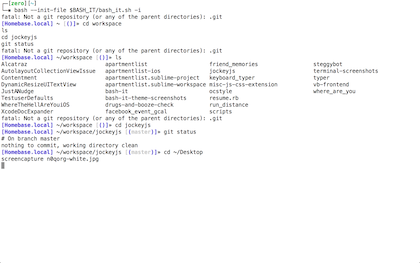 [zero][~]
bash --init-file $BASH_IT/bash_it.sh -i
fatal: Not a git repository (or any of the parent directories): .git
[Homebase.local] ~ |()|» cd workspace
ls
cd jockeyjs
git status
fatal: Not a git repository (or any of the parent directories): .git
[Homebase.local] ~/workspace |()|» ls
Alcatraz apartmentlist friend_memories steggybot
AutolayoutCollectionViewIssue apartmentlist-ios jockeyjs terminal-screenshots
Contentment apartmentlist.sublime-project keyboard_typer typer
DynamicResizeUITextView apartmentlist.sublime-workspace misc-js-css-extension vb-frontend
JustANudge bash-it ocstyle where_are_you
TestuserDefaults bash-it-theme-screenshots resume.rb
WhereTheHellAreYouiOS drugs-and-booze-check run_distance
XcodeDocExpander facebook_event_gcal scripts
fatal: Not a git repository (or any of the parent directories): .git
[Homebase.local] ~/workspace |()|» cd jockeyjs
[Homebase.local] ~/workspace/jockeyjs |(master)|» git status
# On branch master
nothing to commit, working directory clean
[Homebase.local] ~/workspace/jockeyjs |(master)|» cd ~/Desktop
screencapture n0qorg-white.jpg